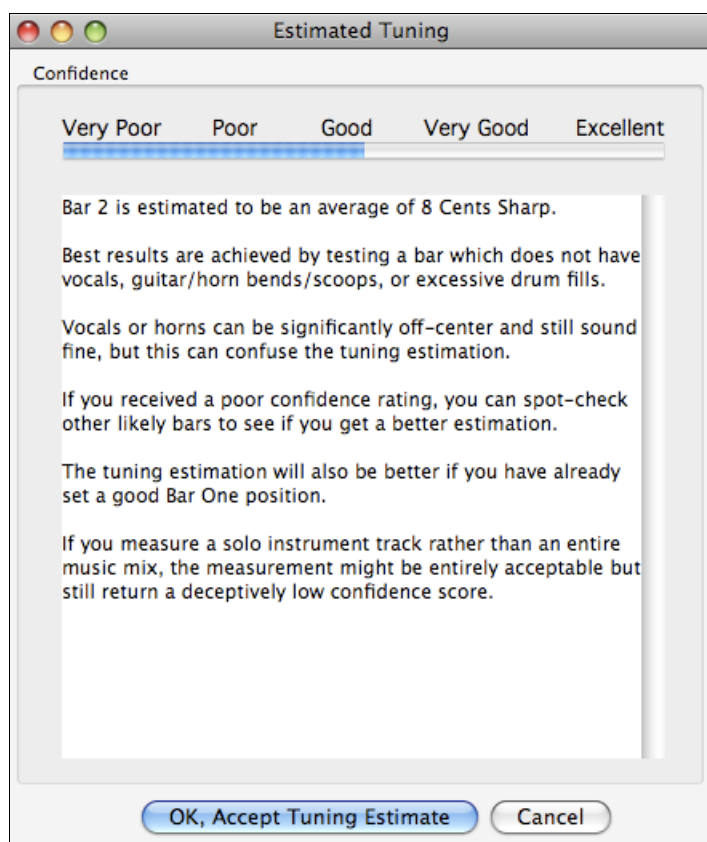 Estimated Tuning
Confidence
Very Poor Poor Good Very Good Excellent
Bar 2 is estimated to be an average of 8 Cents Sharp.
Best results are achieved by testing a bar which does not have
vocals, guitar/horn bends/scoops, or excessive drum fills.
Vocals or horns can be significantly off-center and still sound
fine, but this can confuse the tuning estimation.
If you received a poor confidence rating, you can spot-check
other likely bars to see if you get a better estimation.
The tuning estimation will also be better if you have already
set a good Bar One position.
If you measure a solo instrument track rather than an entire
music mix, the measurement might be entirely acceptable but
still return a deceptively low confidence score.
OK, Accept Tuning Estimate Cancel